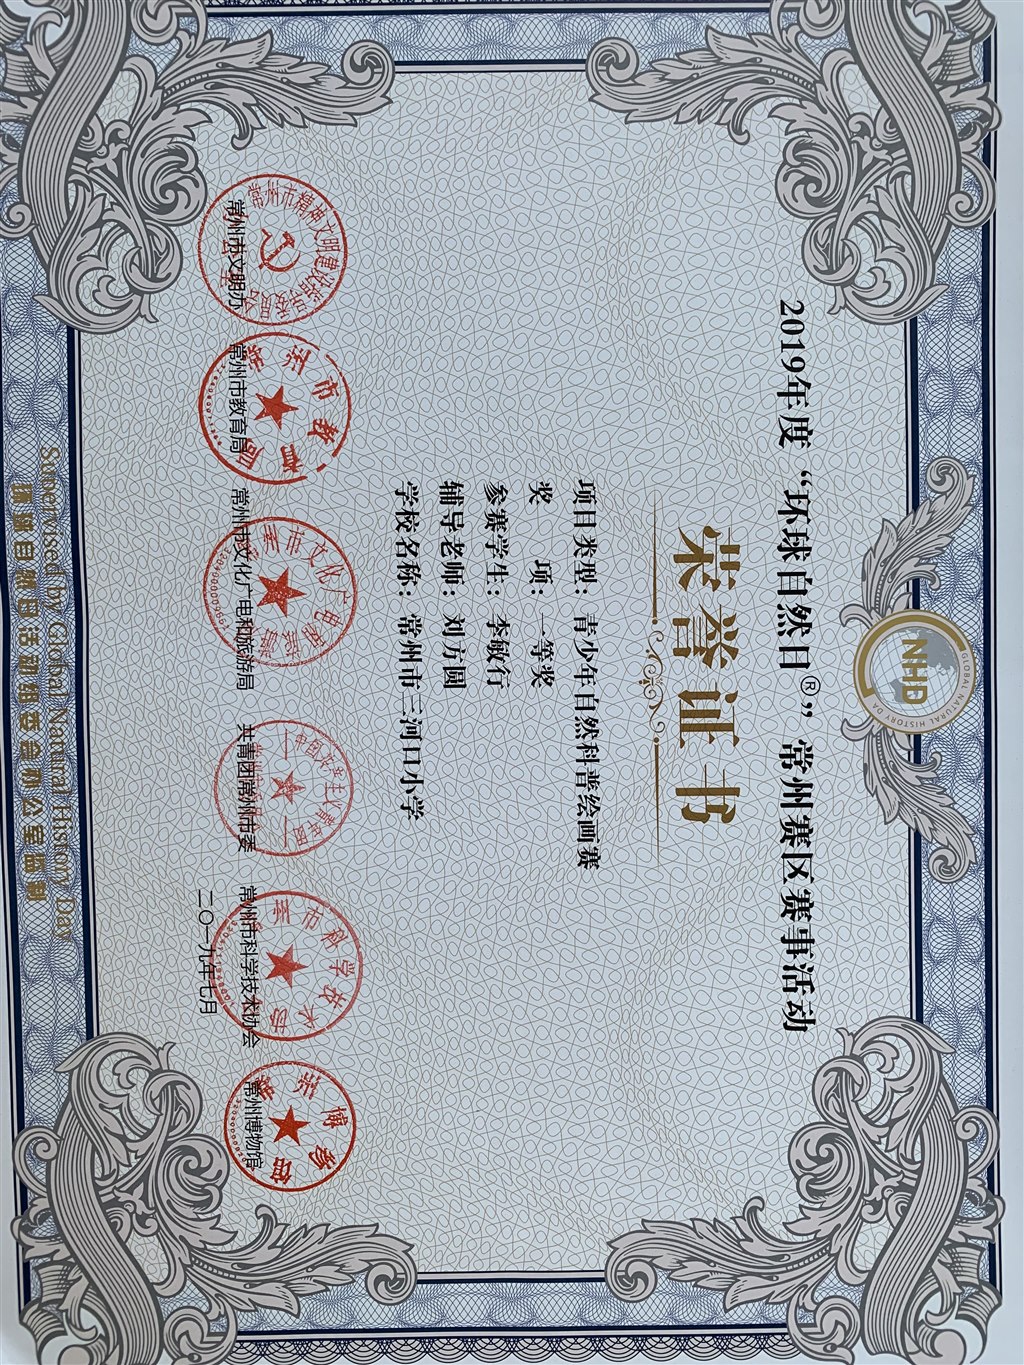 GLOBAL NATURAL HISTORY DAY
NHD
2019年度“环球自然日®”常州赛区赛事活动
荣誉证书
项目类型：青少年自然科普绘画赛
奖 项：一等奖
参赛学生：李敏行
辅导老师：刘方圆
学校名称：常州市三河口小学
常州市文明办 常州市教育局 常州市文化广电和旅游局 共青团常州市委 常州市科学技术协会 常州博物馆
二〇一九年七月
Supervised by Global Natural History Day
环球自然日活动组委会办公室监制